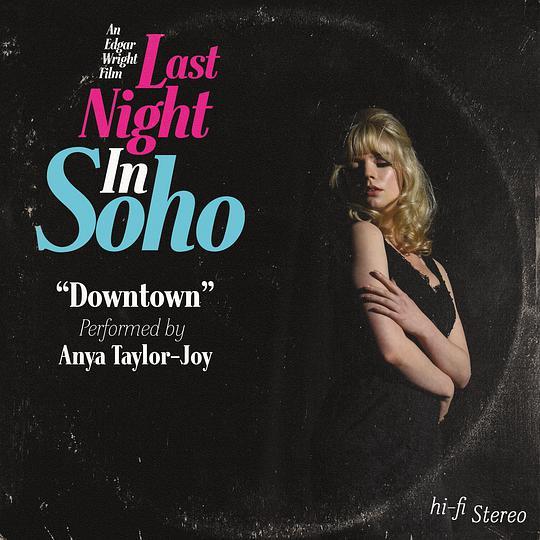 An
Edgar
Wright
Film
Last
Night
In
Soho
“Downtown”
Performed by
Anya Taylor-Joy
hi-fi Stereo